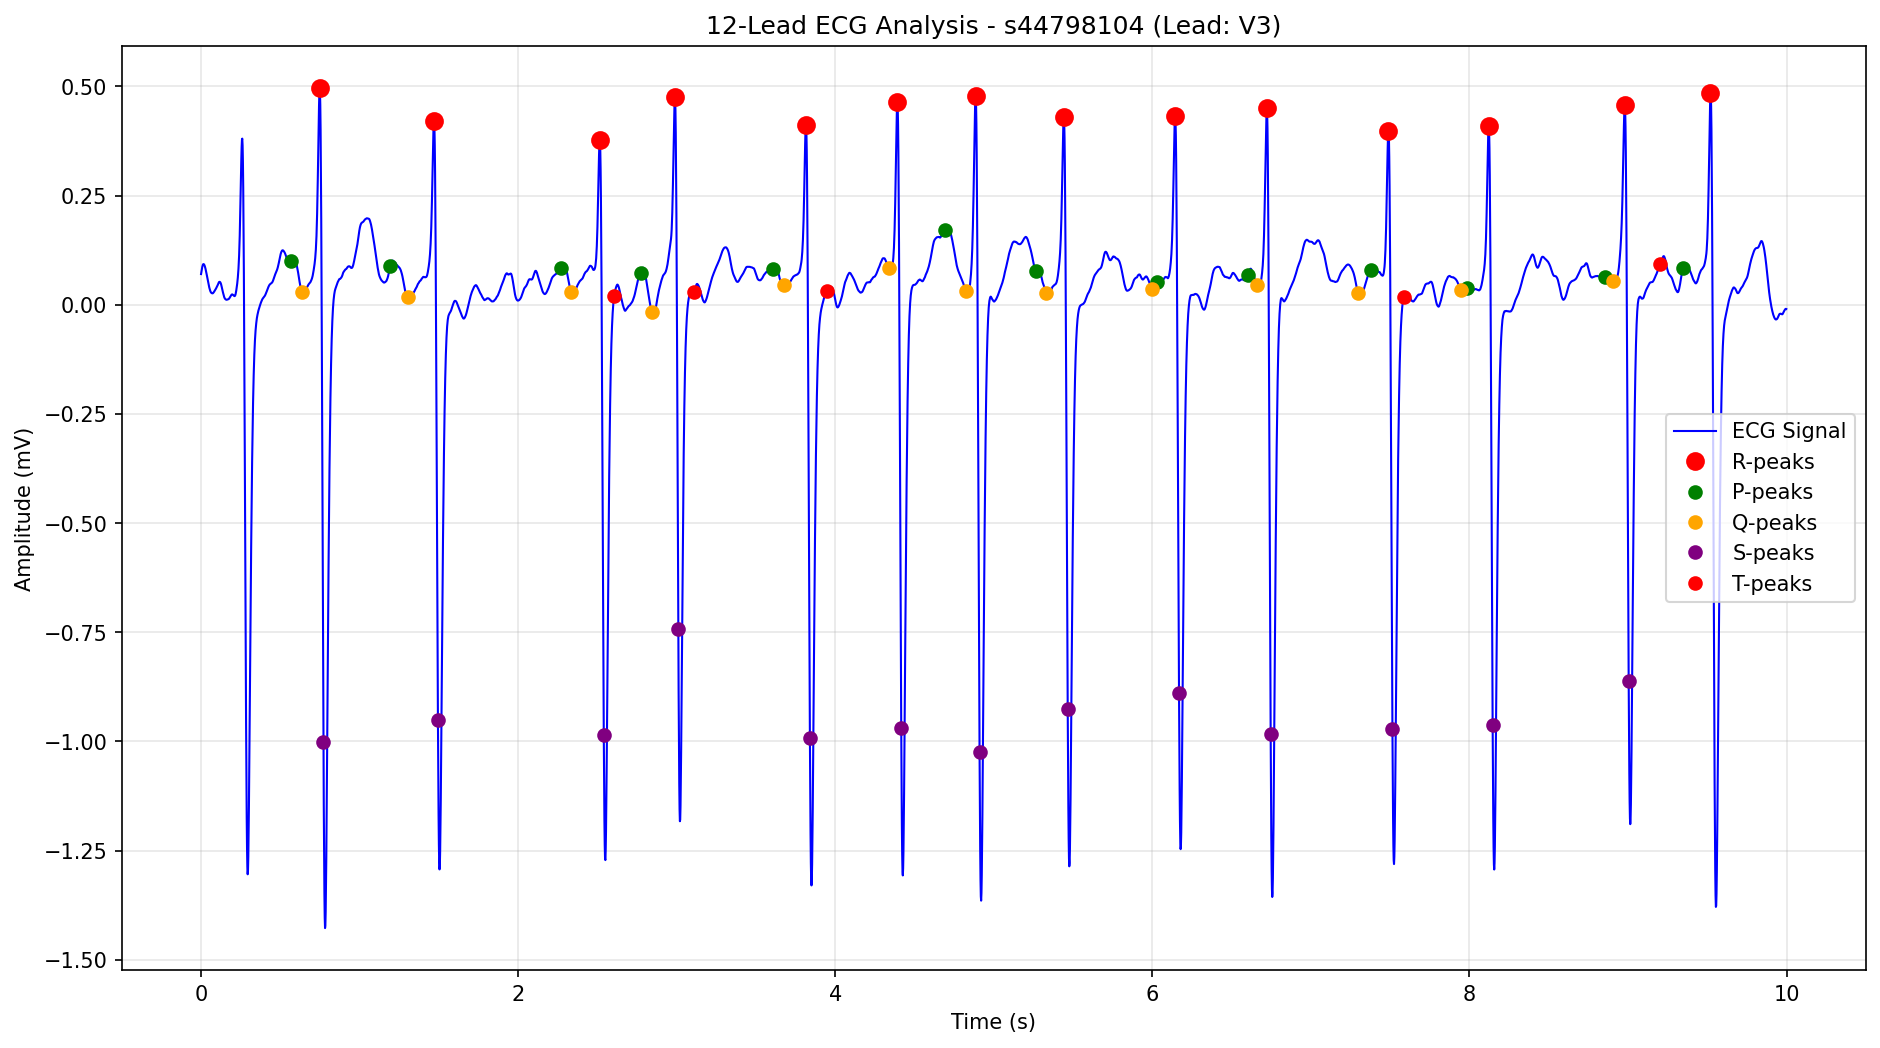 12-Lead ECG Analysis - s44798104 (Lead: V3)
Amplitude (mV)
0.50
0.25
0.00
−0.25
−0.50
−0.75
−1.00
−1.25
−1.50
ECG Signal
R-peaks
P-peaks
Q-peaks
S-peaks
T-peaks
0 2 4 6 8 10
Time (s)